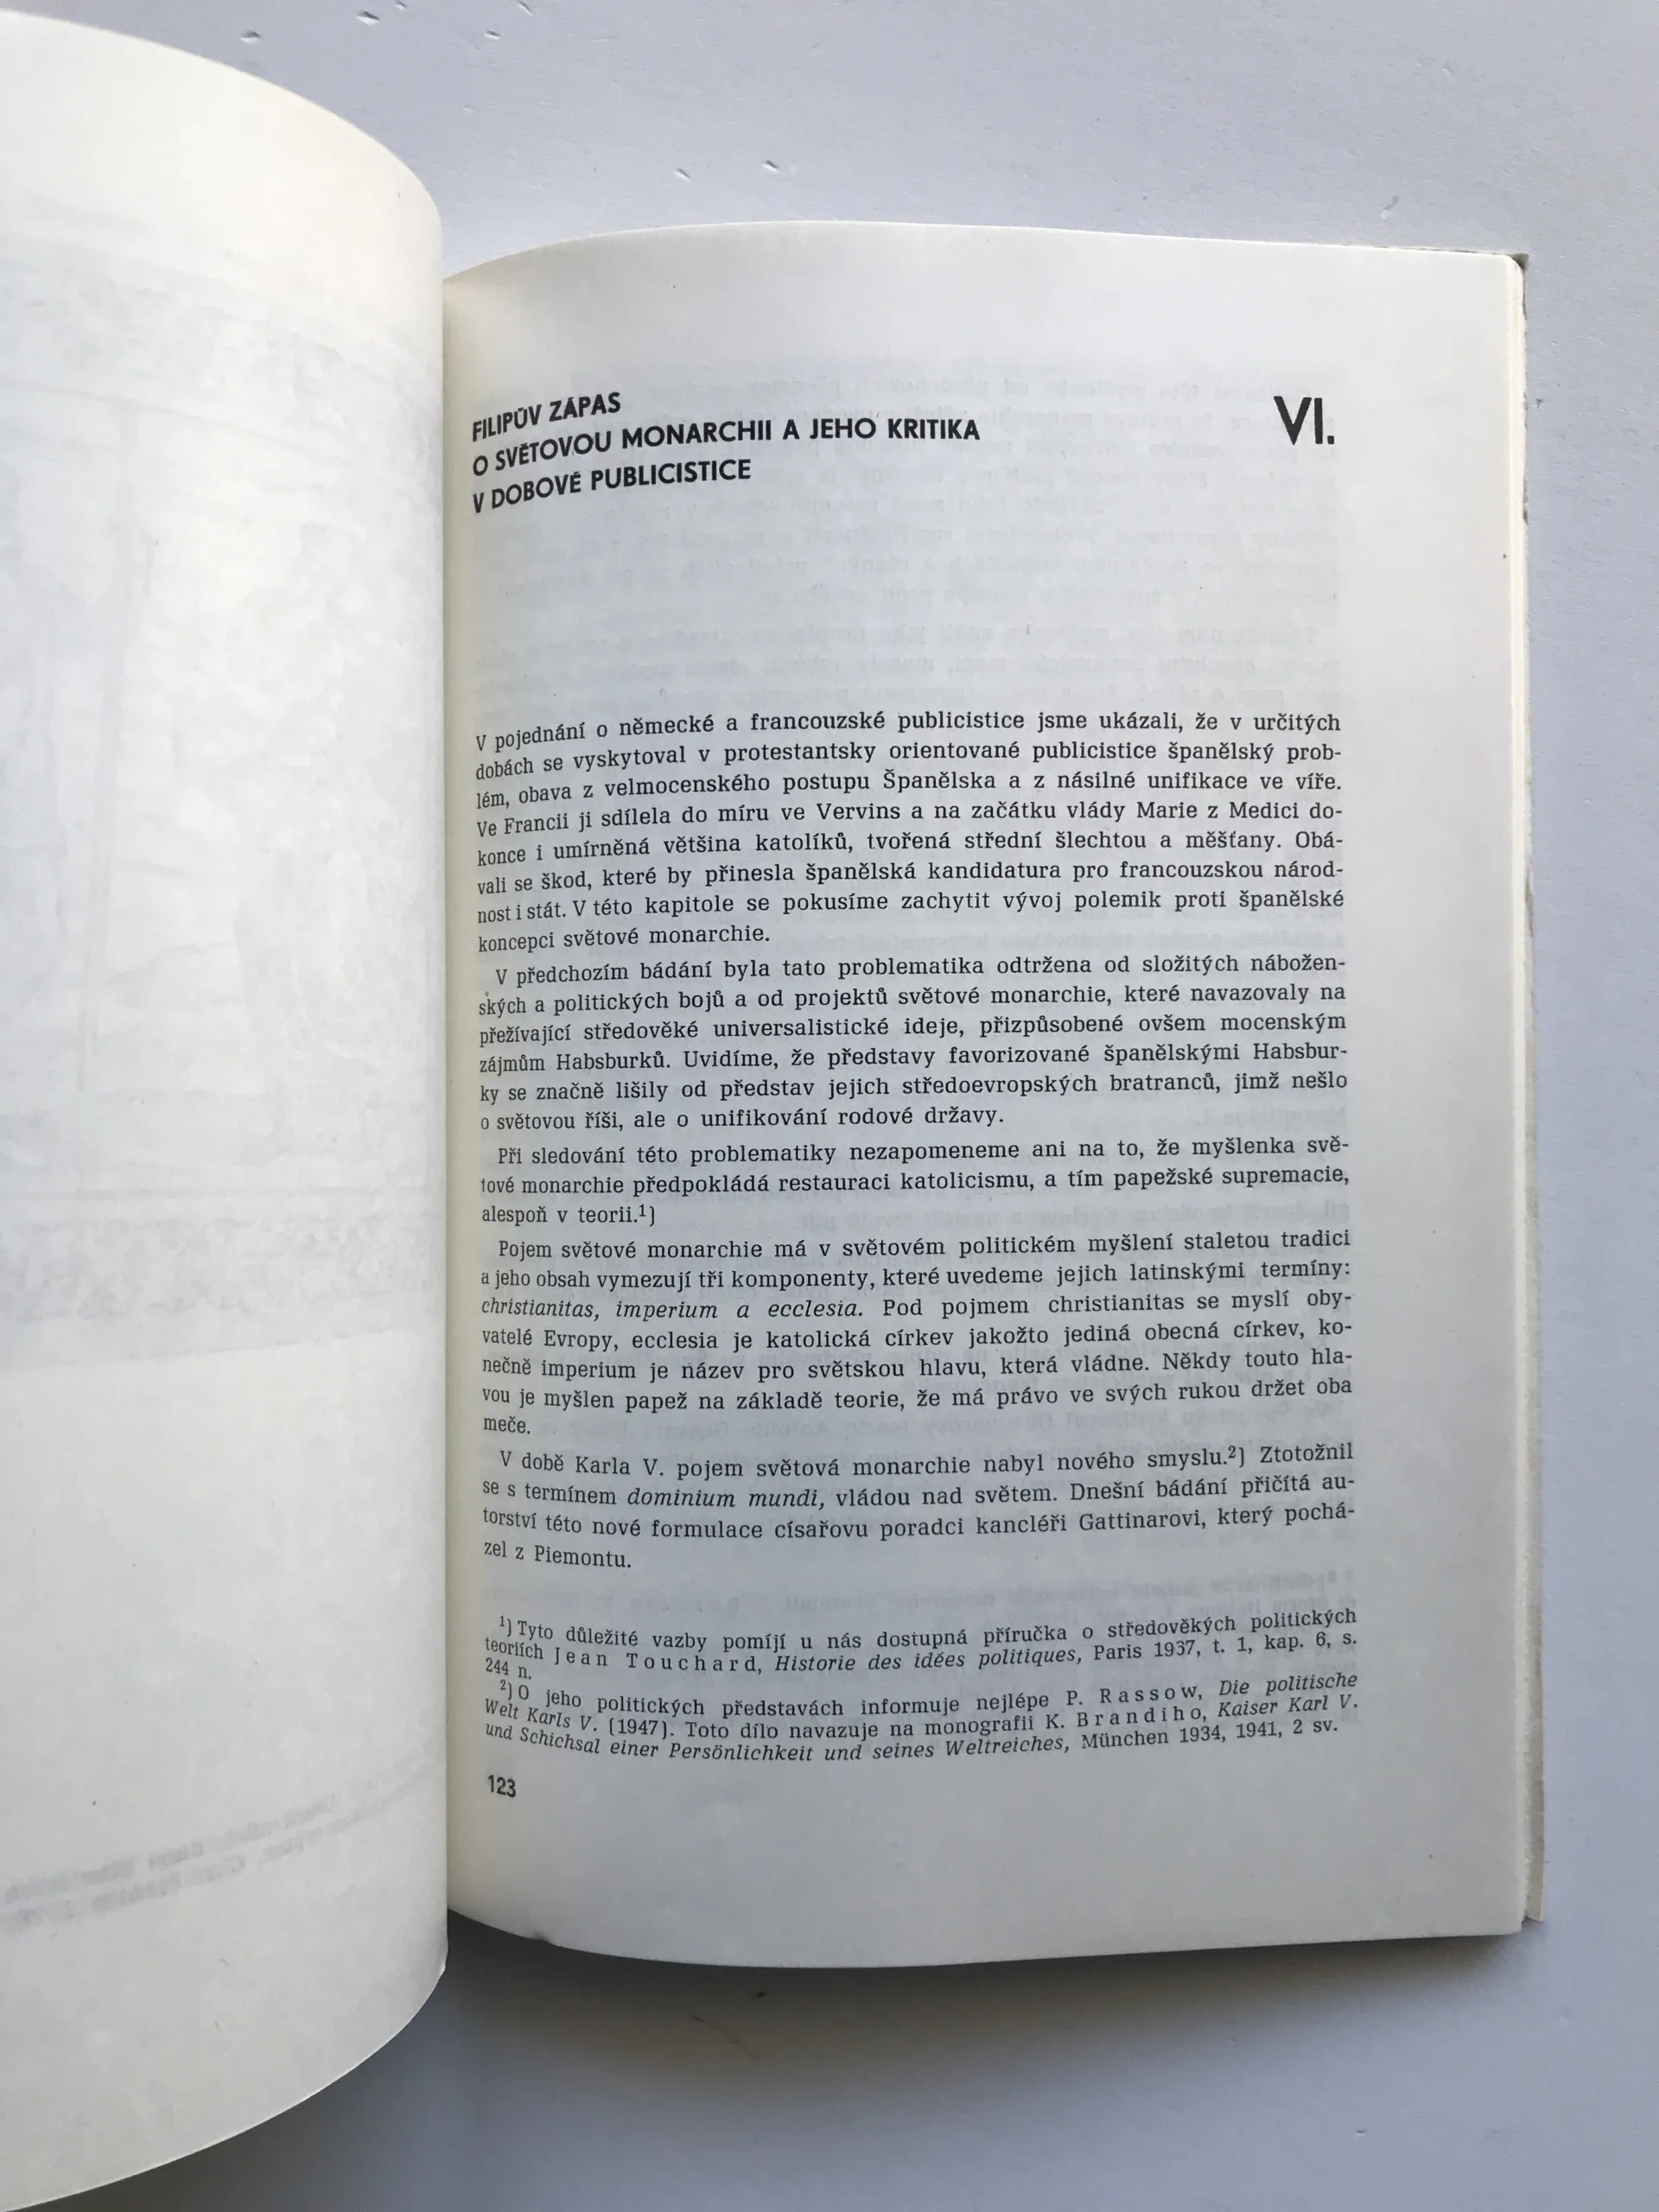 FILIPŮV ZÁPAS
O SVĚTOVOU MONARCHII A JEHO KRITIKA
V DOBOVÉ PUBLICISTICE
VI.
V pojednání o německé a francouzské publicistice jsme ukázali, že v určitých
dobách se vyskytoval v protestantsky orientované publicistice španělský prob-
lém, obava z velmocenského postupu Španělska a z násilné unifikace ve víře.
Ve Francii ji sdílela do míru ve Vervins a na začátku vlády Marie z Medici do-
konce i umírněná většina katolíků, tvořená střední šlechtou a měšťany. Obá-
vali se škod, které by přinesla španělská kandidatura pro francouzskou národ-
nost i stát. V této kapitole se pokusíme zachytit vývoj polemik proti španělské
koncepci světové monarchie.
V předchozím bádání byla tato problematika odtržena od složitých nábožen-
ských a politických bojů a od projektů světové monarchie, které navazovaly na
přežívající středověké universalistické ideje, přizpůsobené ovšem mocenským
zájmům Habsburků. Uvidíme, že představy favorizované španělskými Habsbur-
ky se značně lišily od představ jejich středoevropských bratranců, jimž nešlo
o světovou říši, ale o unifikování rodové državy.
Při sledování této problematiky nezapomeneme ani na to, že myšlenka svě-
tové monarchie předpokládá restauraci katolicismu, a tím papežské supremacie,
alespoň v teorii.¹)
Pojem světové monarchie má v světovém politickém myšlení staletou tradici
a jeho obsah vymezují tři komponenty, které uvedeme jejich latinskými termíny:
christianitas, imperium a ecclesia. Pod pojmem christianitas se myslí oby-
vatelé Evropy, ecclesia je katolická církev jakožto jediná obecná církev, ko-
nečně imperium je název pro světskou hlavu, která vládne. Někdy touto hla-
vou je myšlen papež na základě teorie, že má právo ve svých rukou držet oba
meče.
V době Karla V. pojem světová monarchie nabyl nového smyslu.²) Ztotožnil
se s termínem dominium mundi, vládou nad světem. Dnešní bádání přičítá au-
torství této nové formulace císařovu poradci kancléři Gattinarovi, který pochá-
zel z Piemontu.
¹) Tyto důležité vazby pomíjí u nás dostupná příručka o středověkých politických
teoriích Jean Touchard, Historie des idées politiques, Paris 1937, t. 1, kap. 6, s.
244 n.
²) O jeho politických představách informuje nejlépe P. Rassow, Die politische
Welt Karls V. (1947). Toto dílo navazuje na monografii K. Brandiho, Kaiser Karl V.
und Schichsal einer Persönlichkeit und seines Weltreiches, München 1934, 1941, 2 sv.
123